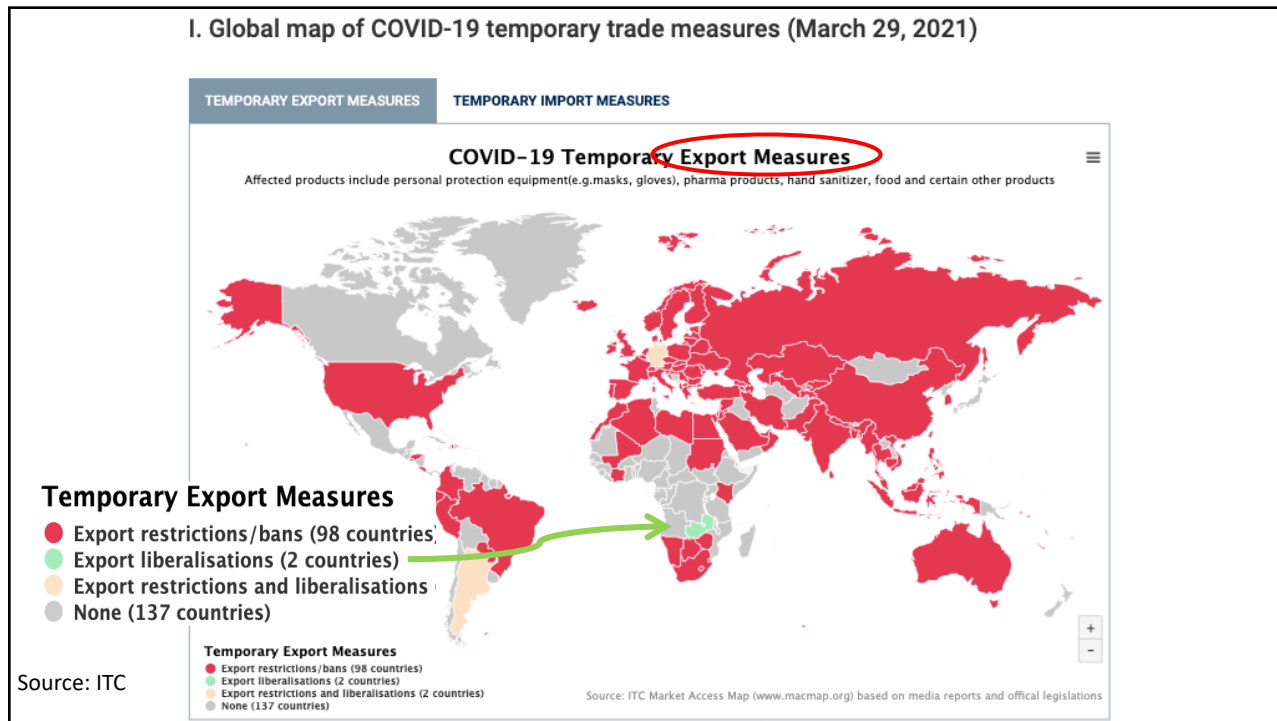 I. Global map of COVID-19 temporary trade measures (March 29, 2021)
TEMPORARY EXPORT MEASURES
TEMPORARY IMPORT MEASURES
COVID-19 Temporary Export Measures
Affected products include personal protection equipment(e.g.masks, gloves), pharma products, hand sanitizer, food and certain other products
Temporary Export Measures
Export restrictions/bans (98 countries)
Export liberalisations (2 countries)
Export restrictions and liberalisations
None (137 countries)
+
-
Temporary Export Measures
Export restrictions/bans (98 countries)
Export liberalisations (2 countries)
Export restrictions and liberalisations (2 countries)
None (137 countries)
Source: ITC
Source: ITC Market Access Map (www.macmap.org) based on media reports and offical legislations